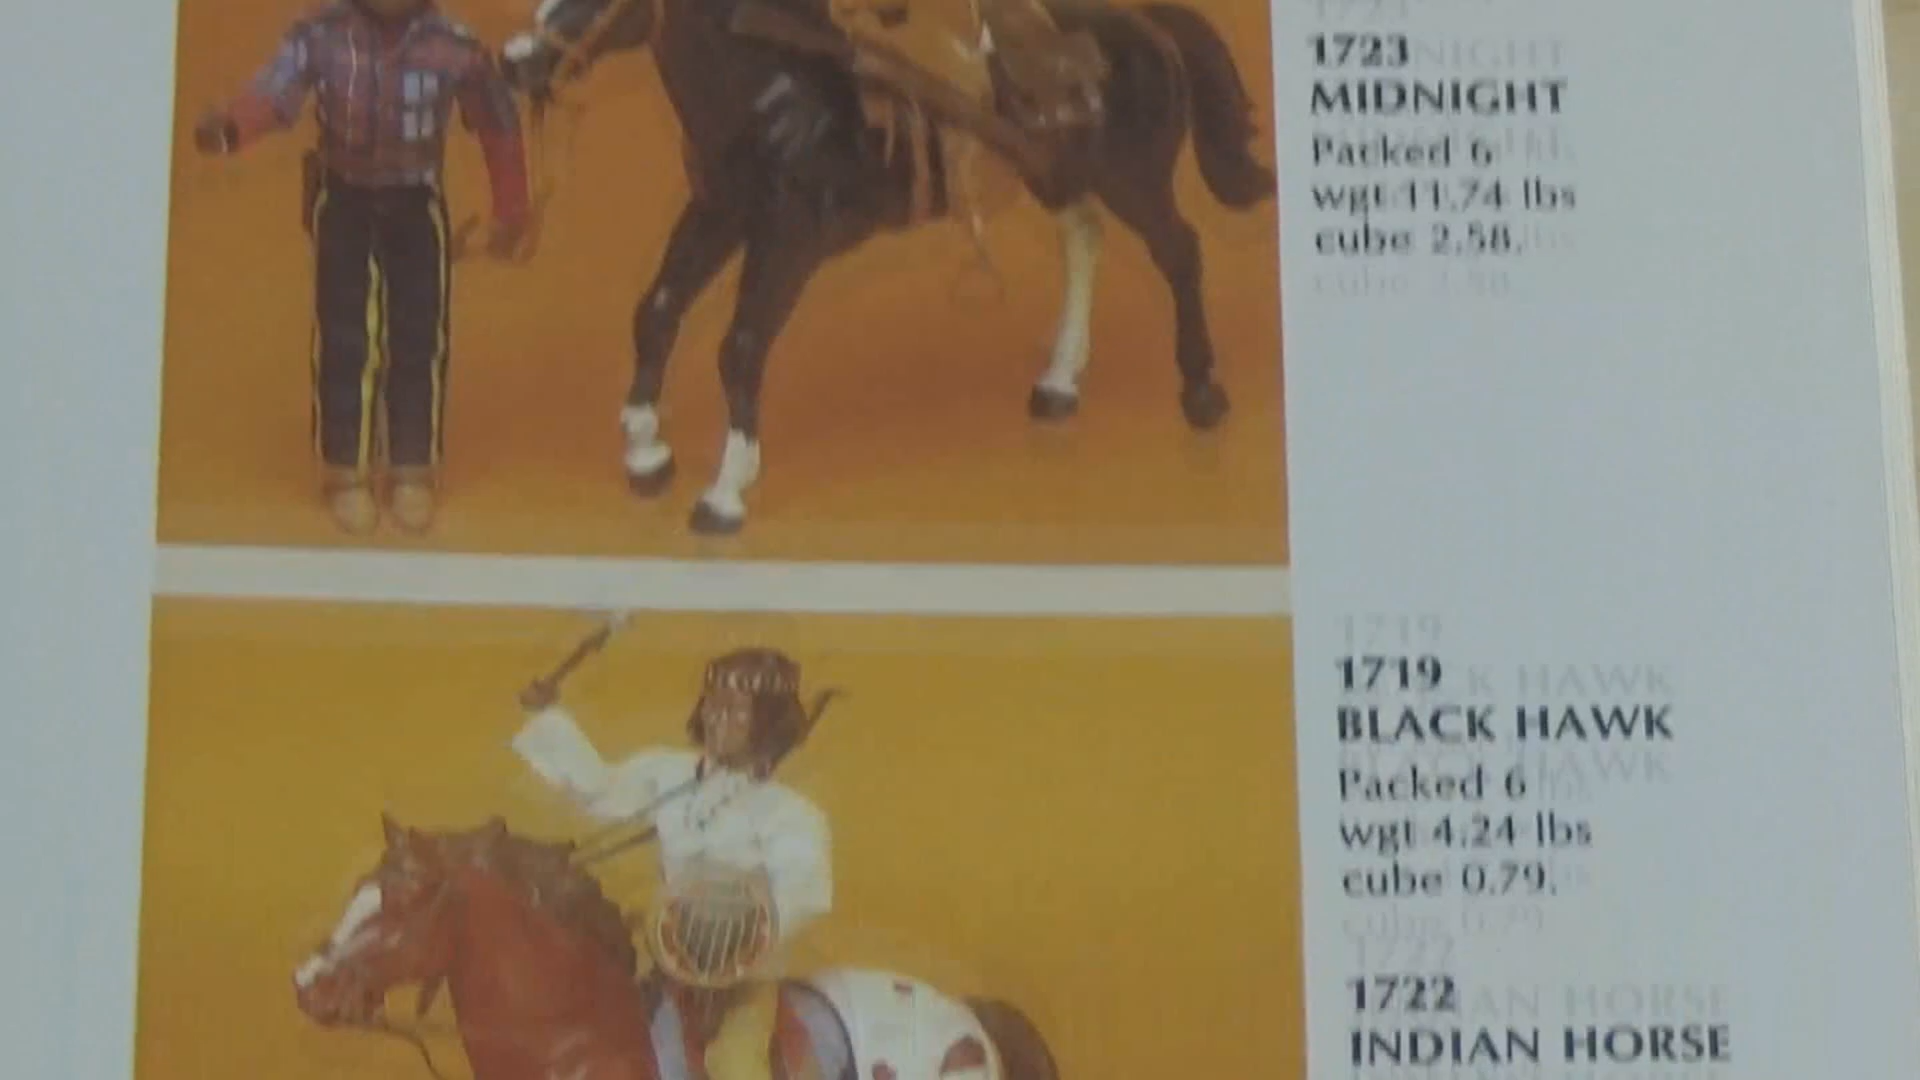 1723
MIDNIGHT
Packed 6
wgt 11.74 lbs
cube 2.58.
1719
BLACK HAWK
Packed 6
wgt 4.24 lbs
cube 0.79.
1722
INDIAN HORSE